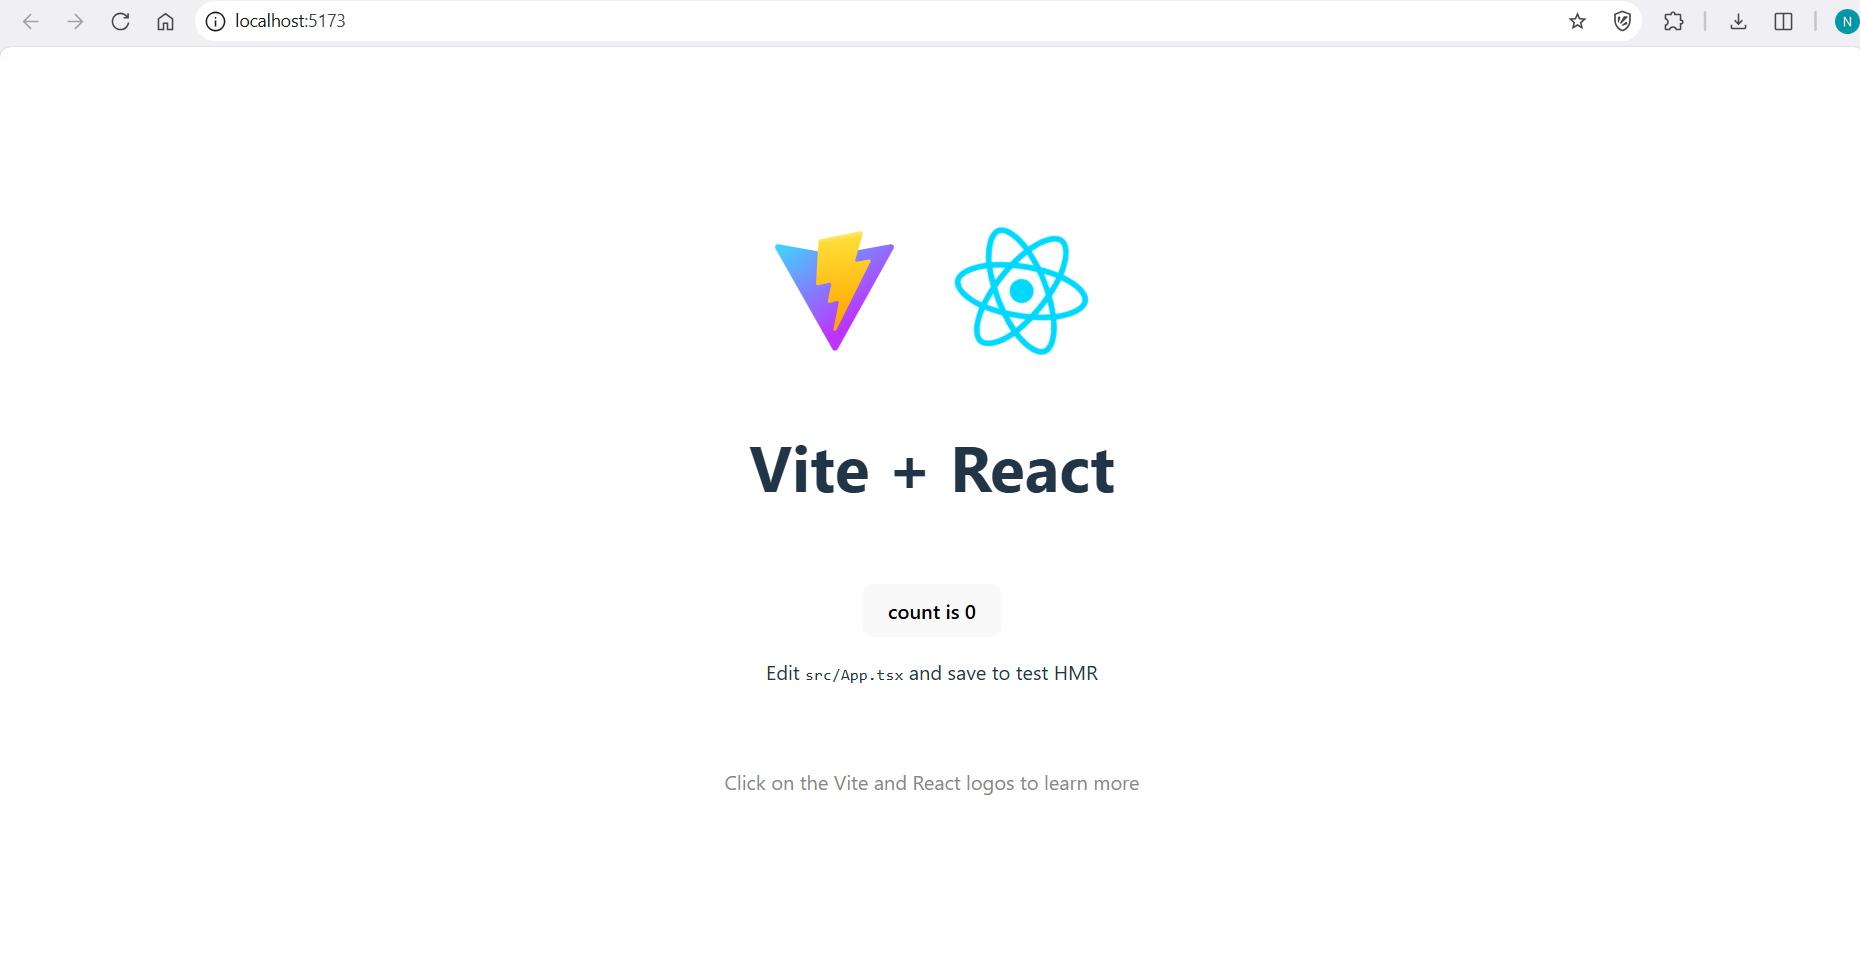 localhost:5173
N
Vite + React
count is 0
Edit src/App.tsx and save to test HMR
Click on the Vite and React logos to learn more